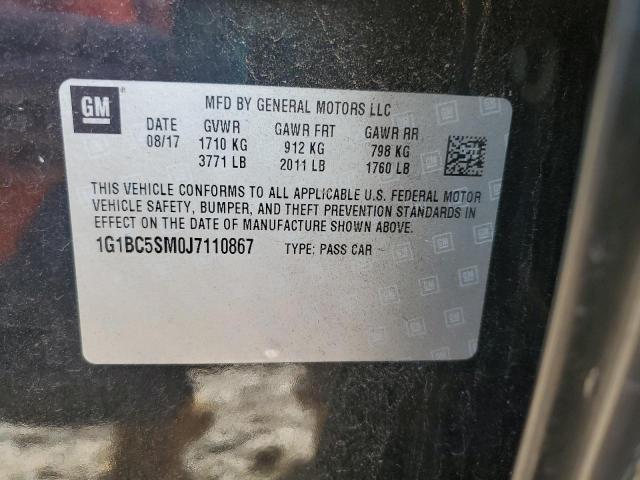 GM
MFD BY GENERAL MOTORS LLC
DATE GVWR GAWR FRT GAWR RR
08/17 1710 KG 912 KG 798 KG
3771 LB 2011 LB 1760 LB
THIS VEHICLE CONFORMS TO ALL APPLICABLE U.S. FEDERAL MOTOR
VEHICLE SAFETY, BUMPER, AND THEFT PREVENTION STANDARDS IN
EFFECT ON THE DATE OF MANUFACTURE SHOWN ABOVE.
1G1BC5SM0J7110867 TYPE: PASS CAR